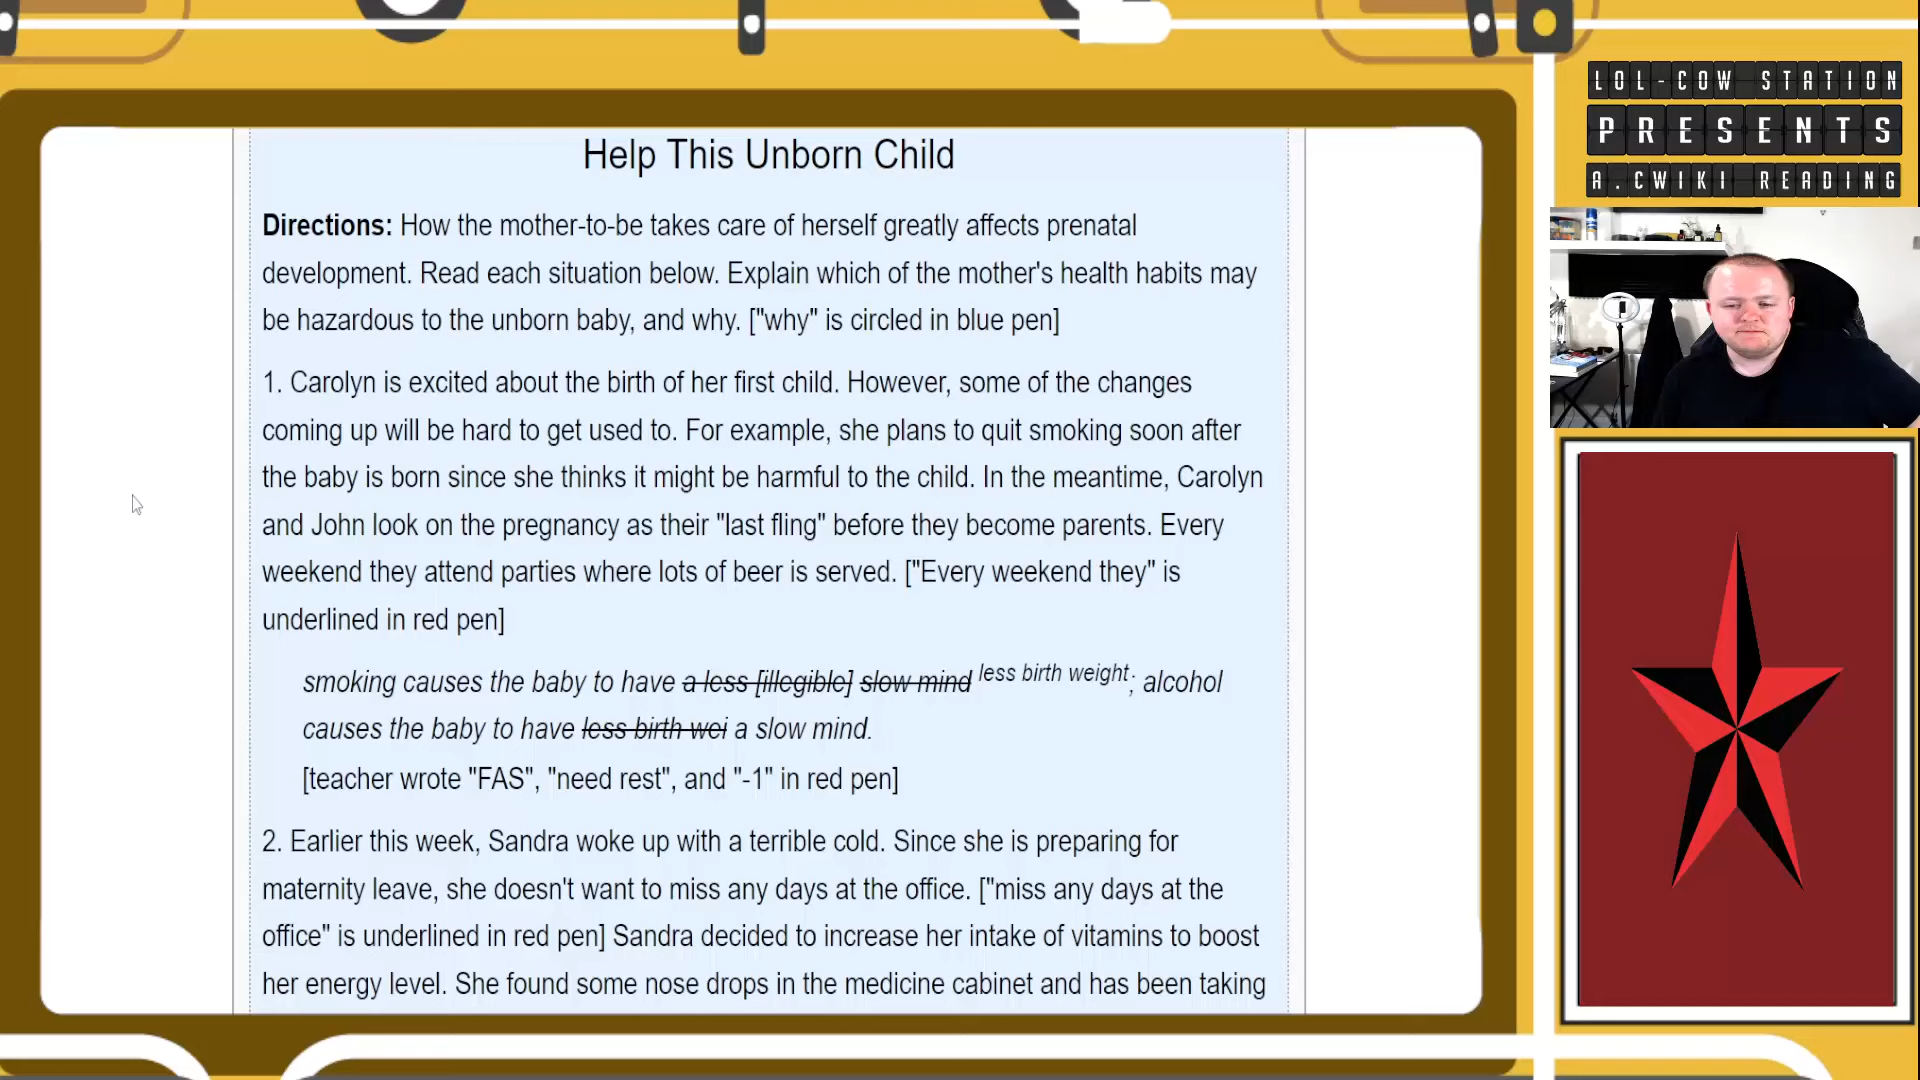 Help This Unborn Child
Directions: How the mother-to-be takes care of herself greatly affects prenatal
development. Read each situation below. Explain which of the mother's health habits may
be hazardous to the unborn baby, and why. ["why" is circled in blue pen]
1. Carolyn is excited about the birth of her first child. However, some of the changes
coming up will be hard to get used to. For example, she plans to quit smoking soon after
the baby is born since she thinks it might be harmful to the child. In the meantime, Carolyn
and John look on the pregnancy as their "last fling" before they become parents. Every
weekend they attend parties where lots of beer is served. ["Every weekend they" is
underlined in red pen]
smoking causes the baby to have a less [illegible] slow mind less birth weight; alcohol
causes the baby to have less birth wei a slow mind.
[teacher wrote "FAS", "need rest", and "-1" in red pen]
2. Earlier this week, Sandra woke up with a terrible cold. Since she is preparing for
maternity leave, she doesn't want to miss any days at the office. ["miss any days at the
office" is underlined in red pen] Sandra decided to increase her intake of vitamins to boost
her energy level. She found some nose drops in the medicine cabinet and has been taking
LOL-COW STATION
PRESENTS
A.CWIKI READING